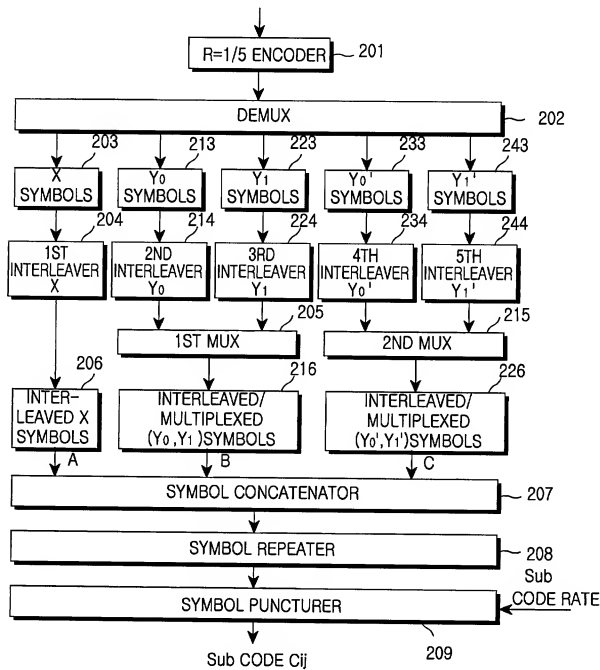 R=1/5 ENCODER
201
DEMUX
202
203
213
223
233
243
X
SYMBOLS
Y0
SYMBOLS
Y1
SYMBOLS
Y0'
SYMBOLS
Y1'
SYMBOLS
204
214
224
234
244
1ST
INTERLEAVER
X
2ND
INTERLEAVER
Y0
3RD
INTERLEAVER
Y1
4TH
INTERLEAVER
Y0'
5TH
INTERLEAVER
Y1'
205
215
1ST MUX
2ND MUX
206
216
226
INTER-
LEAVED X
SYMBOLS
INTERLEAVED/
MULTIPLEXED
(Y0,Y1)SYMBOLS
INTERLEAVED/
MULTIPLEXED
(Y0',Y1')SYMBOLS
A
B
C
SYMBOL CONCATENATOR
207
SYMBOL REPEATER
208
Sub
CODE RATE
SYMBOL PUNCTURER
209
Sub CODE Cij